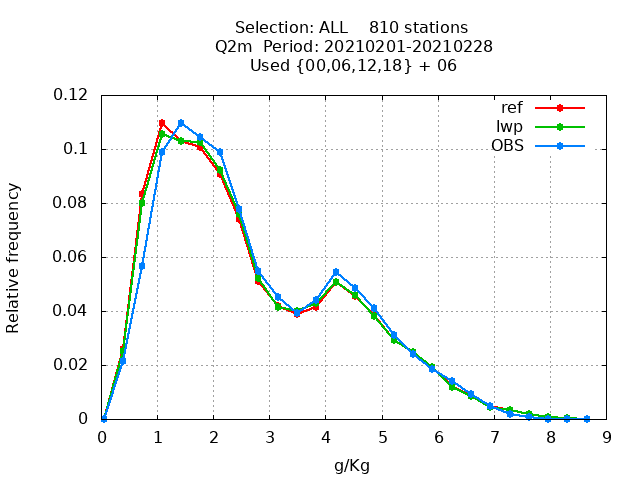 Selection: ALL    810 stations
Q2m  Period: 20210201-20210228
Used {00,06,12,18} + 06
ref
lwp
OBS
Relative frequency
0.12
0.1
0.08
0.06
0.04
0.02
0
0 1 2 3 4 5 6 7 8 9
g/Kg